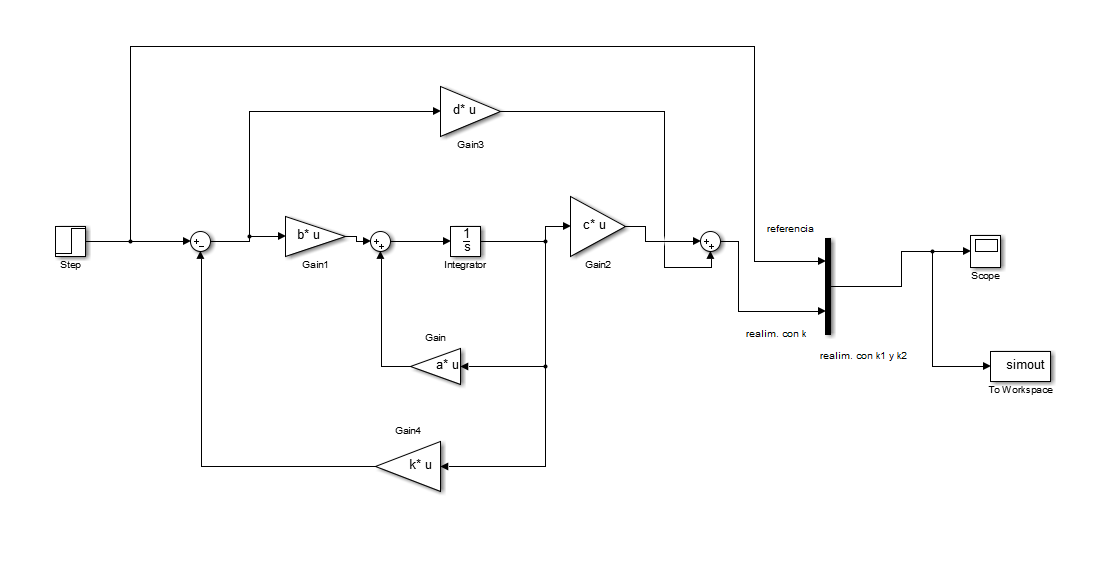 d* u
Gain3
Step
+
−
b* u
Gain1
+
+
1
s
Integrator
c* u
Gain2
+
+
referencia
Scope
realim. con k
realim. con k1 y k2
Gain
a* u
simout
To Workspace
Gain4
k* u